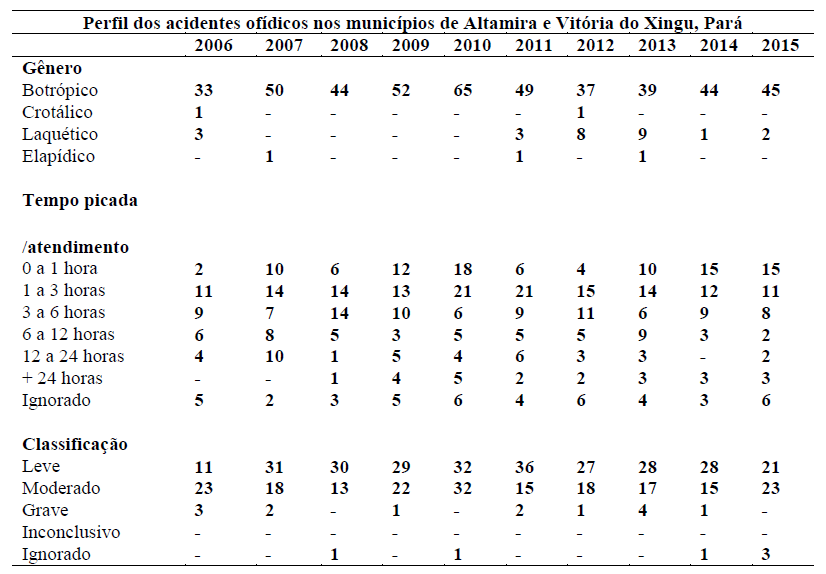 Perfil dos acidentes ofídicos nos municípios de Altamira e Vitória do Xingu, Pará
2006 2007 2008 2009 2010 2011 2012 2013 2014 2015
Gênero
Botrópico 33 50 44 52 65 49 37 39 44 45
Crotálico 1 - - - - - 1 - - -
Laquético 3 - - - - 3 8 9 1 2
Elapídico - 1 - - - 1 - 1 - -
Tempo picada
/atendimento
0 a 1 hora 2 10 6 12 18 6 4 10 15 15
1 a 3 horas 11 14 14 13 21 21 15 14 12 11
3 a 6 horas 9 7 14 10 6 9 11 6 9 8
6 a 12 horas 6 8 5 3 5 5 5 9 3 2
12 a 24 horas 4 10 1 5 4 6 3 3 - 2
+ 24 horas - - 1 4 5 2 2 3 3 3
Ignorado 5 2 3 5 6 4 6 4 3 6
Classificação
Leve 11 31 30 29 32 36 27 28 28 21
Moderado 23 18 13 22 32 15 18 17 15 23
Grave 3 2 - 1 - 2 1 4 1 -
Inconclusivo - - - - - - - - - -
Ignorado - - 1 - 1 - - - 1 3